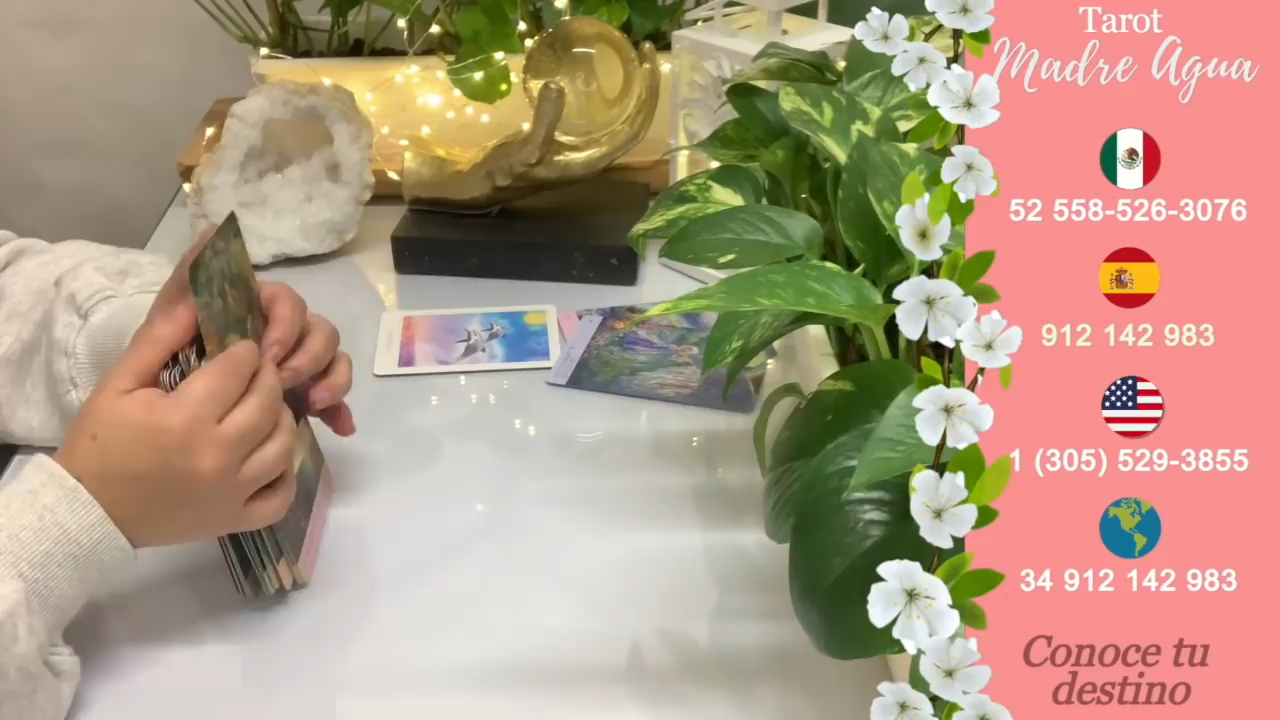 Tarot
Madre Agua
52 558-526-3076
912 142 983
1 (305) 529-3855
34 912 142 983
Conoce tu
destino